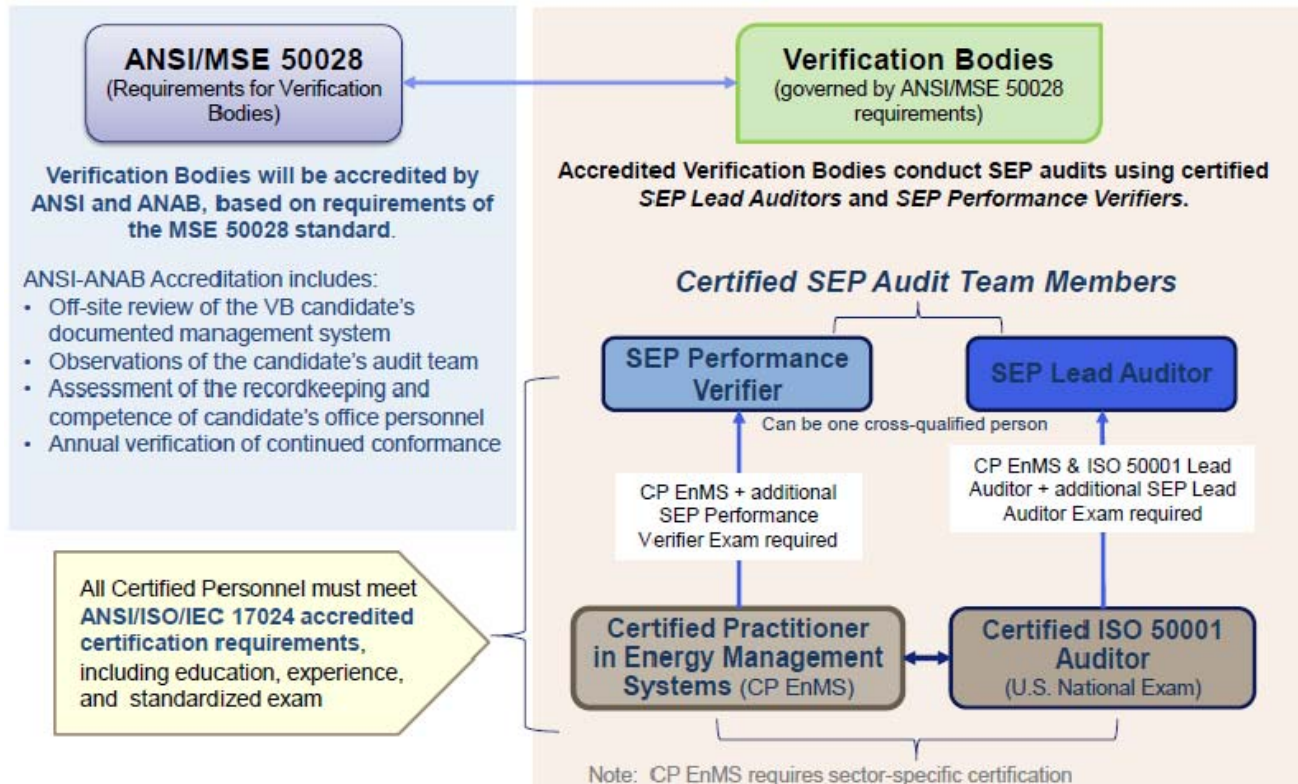 ANSI/MSE 50028
(Requirements for Verification
Bodies)
Verification Bodies will be accredited by
ANSI and ANAB, based on requirements of
the MSE 50028 standard.
ANSI-ANAB Accreditation includes:
• Off-site review of the VB candidate's
documented management system
• Observations of the candidate's audit team
• Assessment of the recordkeeping and
competence of candidate's office personnel
• Annual verification of continued conformance
Verification Bodies
(governed by ANSI/MSE 50028
requirements)
Accredited Verification Bodies conduct SEP audits using certified
SEP Lead Auditors and SEP Performance Verifiers.
Certified SEP Audit Team Members
SEP Performance
Verifier
SEP Lead Auditor
Can be one cross-qualified person
CP EnMS + additional
SEP Performance
Verifier Exam required
CP EnMS & ISO 50001 Lead
Auditor + additional SEP Lead
Auditor Exam required
All Certified Personnel must meet
ANSI/ISO/IEC 17024 accredited
certification requirements,
including education, experience,
and standardized exam
Certified Practitioner
in Energy Management
Systems (CP EnMS)
Certified ISO 50001
Auditor
(U.S. National Exam)
Note: CP EnMS requires sector-specific certification